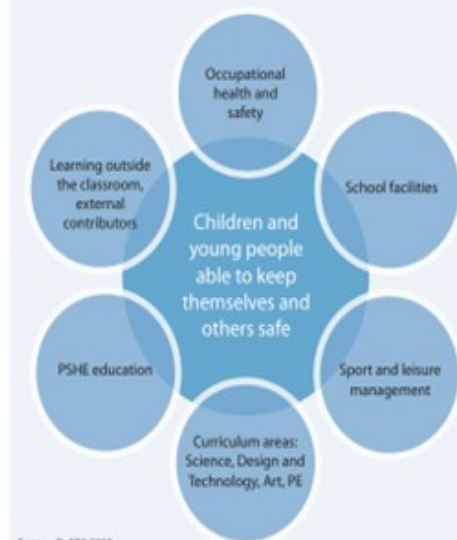 Occupational
health and
safety
Learning outside
the classroom,
external
contributors
School facilities
Children and
young people
able to keep
themselves and
others safe
PSHE education
Sport and leisure
management
Curriculum areas:
Science, Design and
Technology, Art, PE